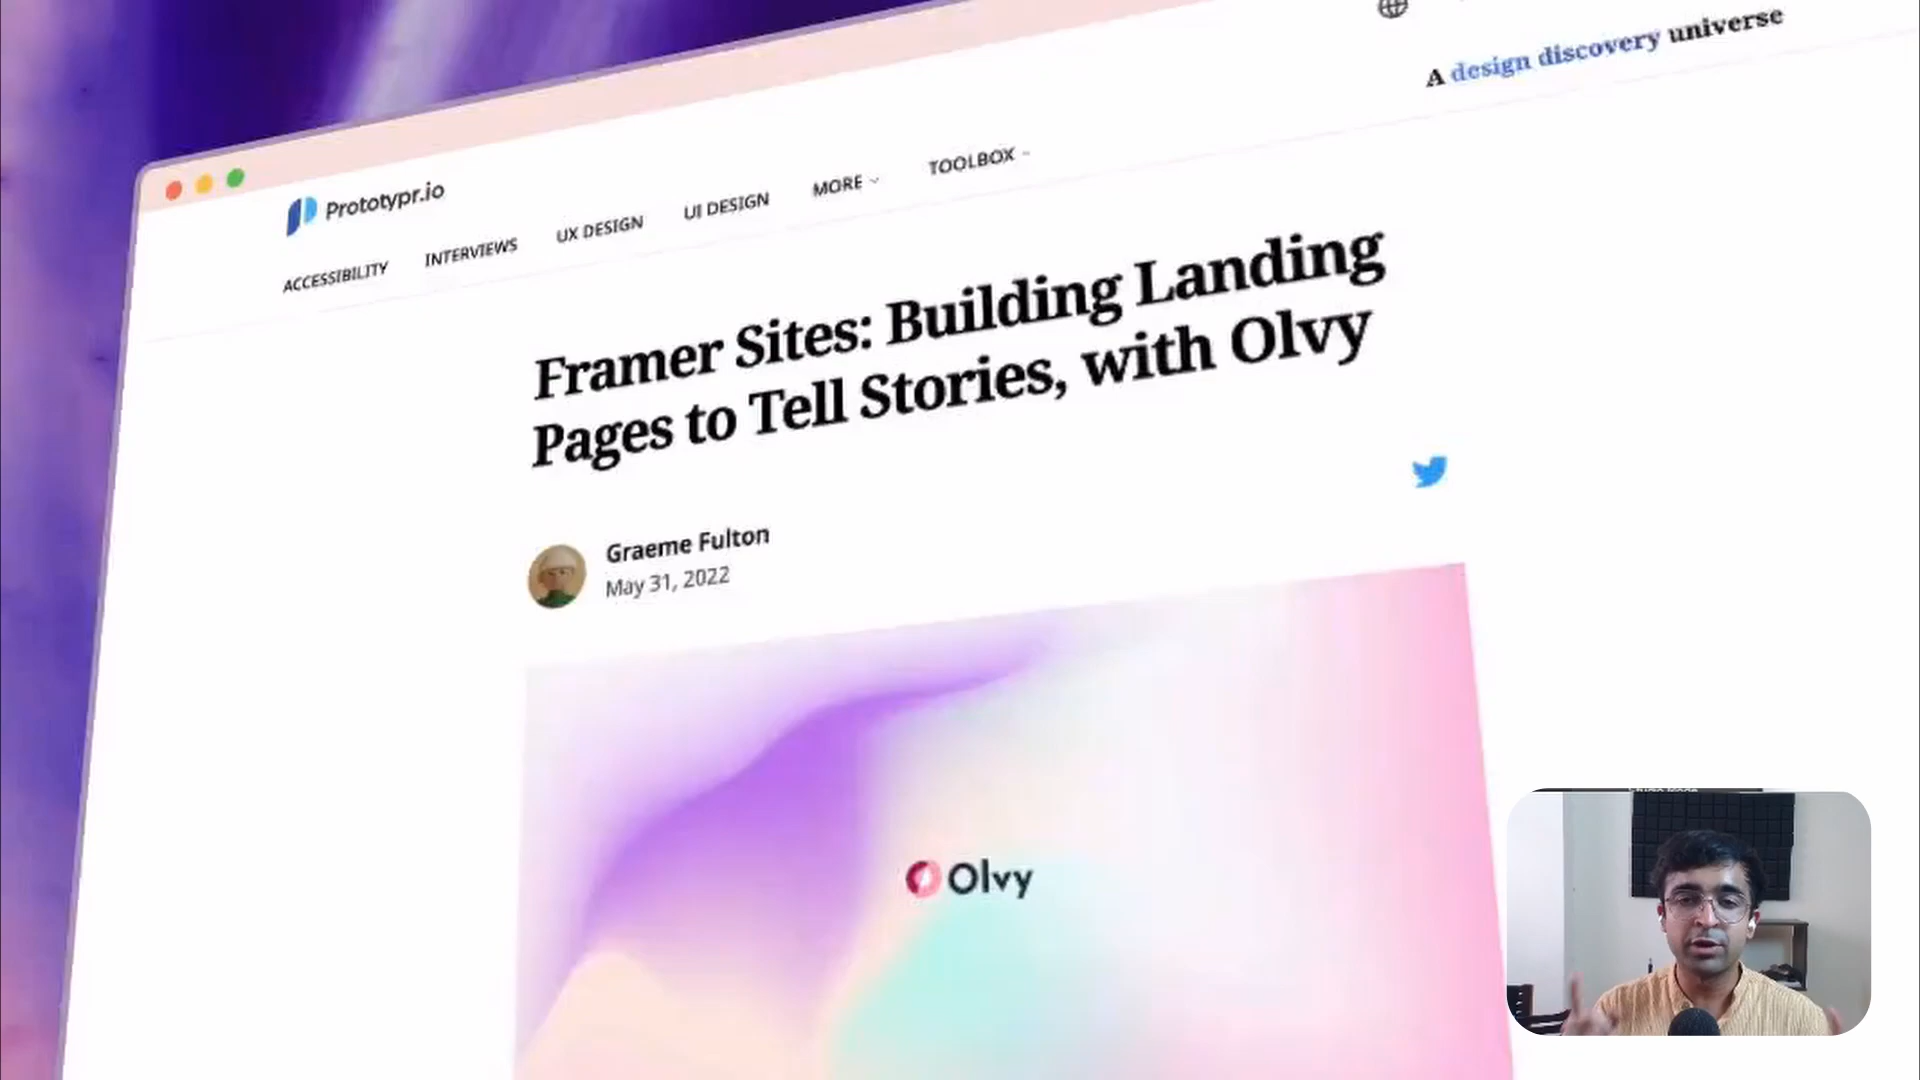 A design discovery universe
Prototypr.io
ACCESSIBILITY
INTERVIEWS
UX DESIGN
UI DESIGN
MORE
TOOLBOX
Framer Sites: Building Landing
Pages to Tell Stories, with Olvy
Graeme Fulton
May 31, 2022
Olvy